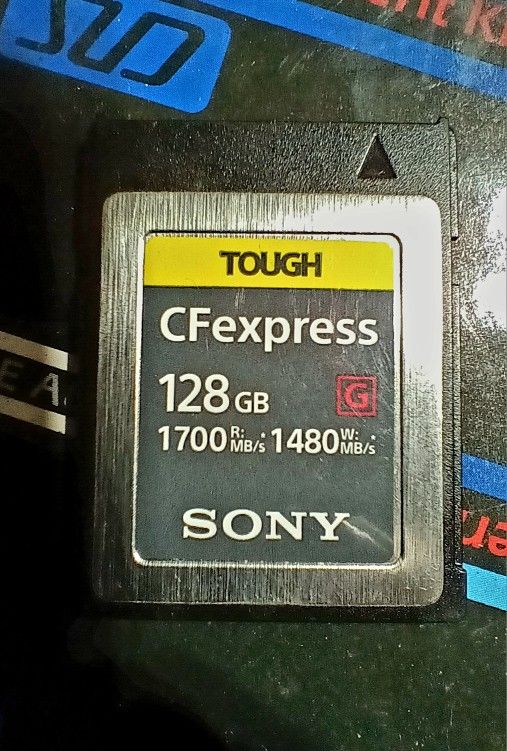 TOUGH
CFexpress
128 GB G
1700 R: MB/s* 1480 W: MB/s*
SONY